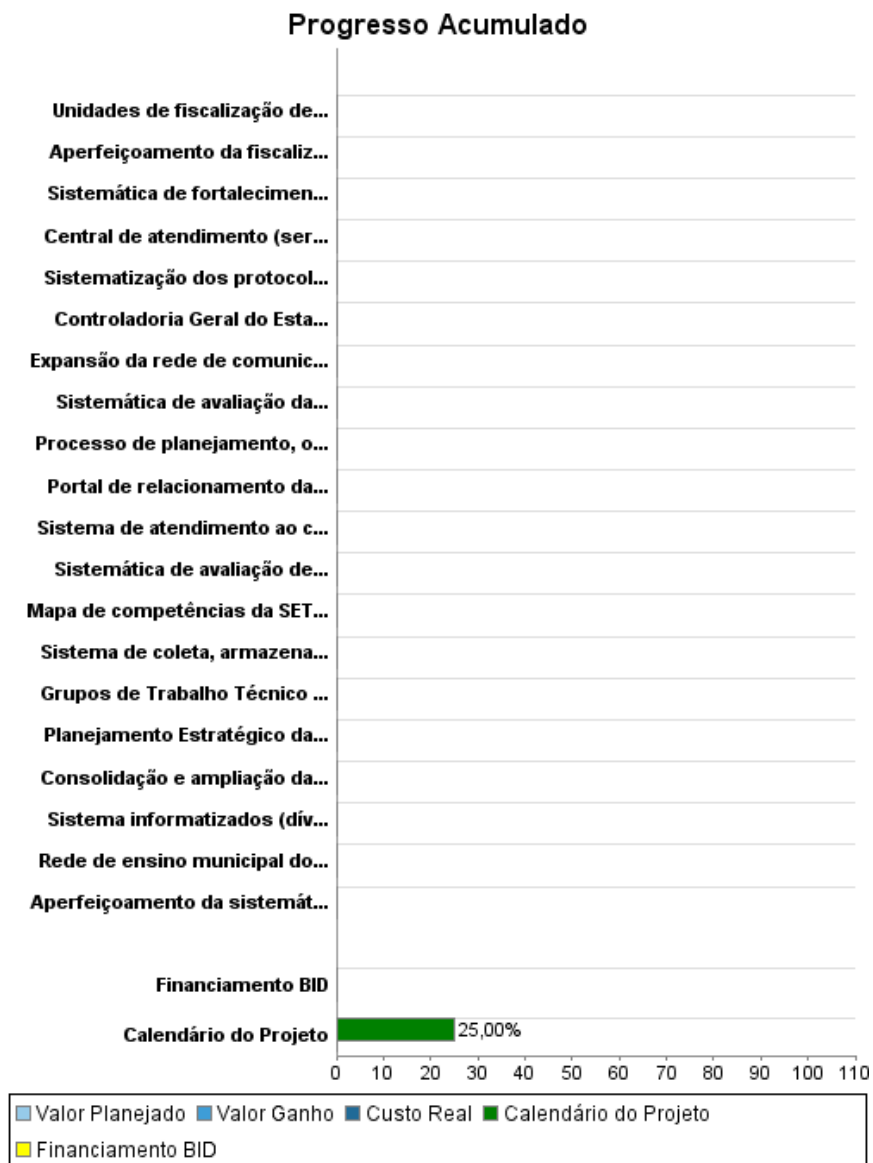 Progresso Acumulado
Unidades de fiscalização de...
Aperfeiçoamento da fiscaliz...
Sistemática de fortalecimen...
Central de atendimento (ser...
Sistematização dos protocol...
Controladoria Geral do Esta...
Expansão da rede de comunic...
Sistemática de avaliação da...
Processo de planejamento, o...
Portal de relacionamento da...
Sistema de atendimento ao c...
Sistemática de avaliação de...
Mapa de competências da SET...
Sistema de coleta, armazena...
Grupos de Trabalho Técnico ...
Planejamento Estratégico da...
Consolidação e ampliação da...
Sistema informatizados (dív...
Rede de ensino municipal do...
Aperfeiçoamento da sistemát...
Financiamento BID
Calendário do Projeto 25,00%
0 10 20 30 40 50 60 70 80 90 100 110
Valor Planejado Valor Ganho Custo Real Calendário do Projeto
Financiamento BID